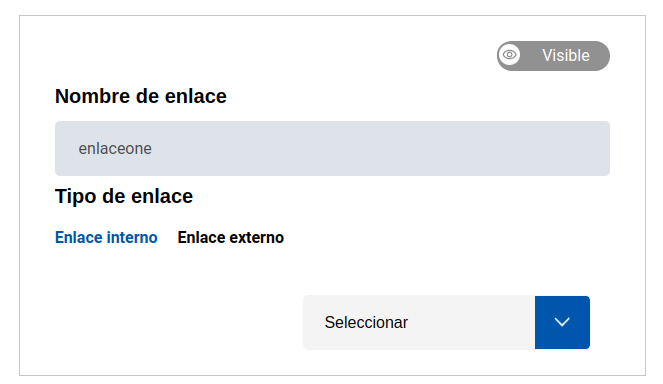 Visible
Nombre de enlace
enlaceone
Tipo de enlace
Enlace interno Enlace externo
Seleccionar